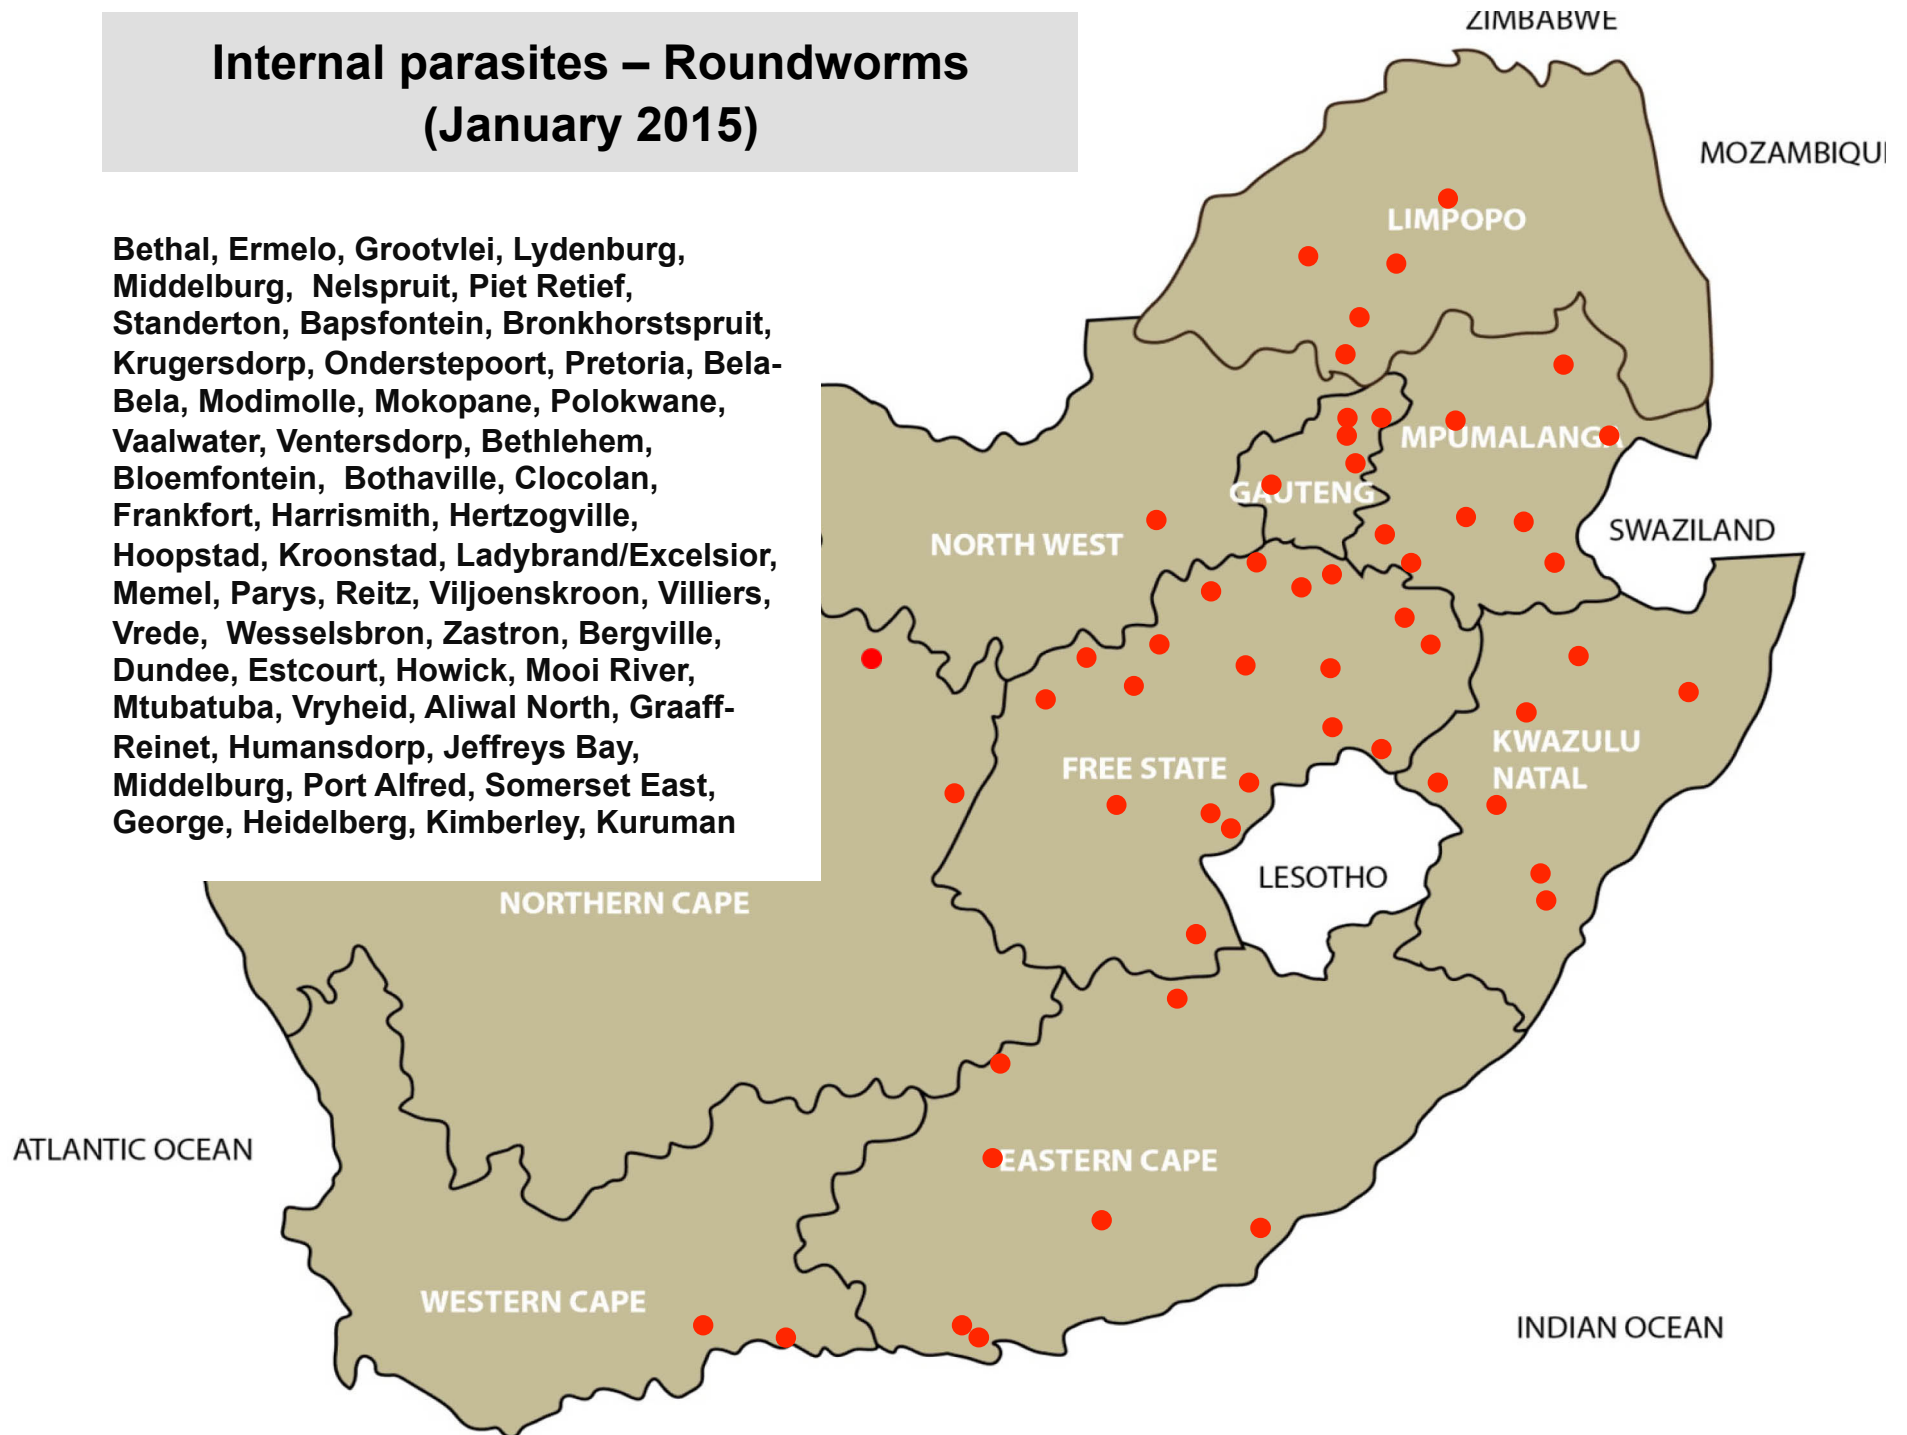 Internal parasites – Roundworms
(January 2015)
Bethal, Ermelo, Grootvlei, Lydenburg,
Middelburg,  Nelspruit, Piet Retief,
Standerton, Bapsfontein, Bronkhorstspruit,
Krugersdorp, Onderstepoort, Pretoria, Bela-
Bela, Modimolle, Mokopane, Polokwane,
Vaalwater, Ventersdorp, Bethlehem,
Bloemfontein,  Bothaville, Clocolan,
Frankfort, Harrismith, Hertzogville,
Hoopstad, Kroonstad, Ladybrand/Excelsior,
Memel, Parys, Reitz, Viljoenskroon, Villiers,
Vrede,  Wesselsbron, Zastron, Bergville,
Dundee, Estcourt, Howick, Mooi River,
Mtubatuba, Vryheid, Aliwal North, Graaff-
Reinet, Humansdorp, Jeffreys Bay,
Middelburg, Port Alfred, Somerset East,
George, Heidelberg, Kimberley, Kuruman
ZIMBABWE
MOZAMBIQU
LIMPOPO
MPUMALANGA
GAUTENG
SWAZILAND
NORTH WEST
KWAZULU
NATAL
FREE STATE
LESOTHO
NORTHERN CAPE
ATLANTIC OCEAN
EASTERN CAPE
WESTERN CAPE
INDIAN OCEAN